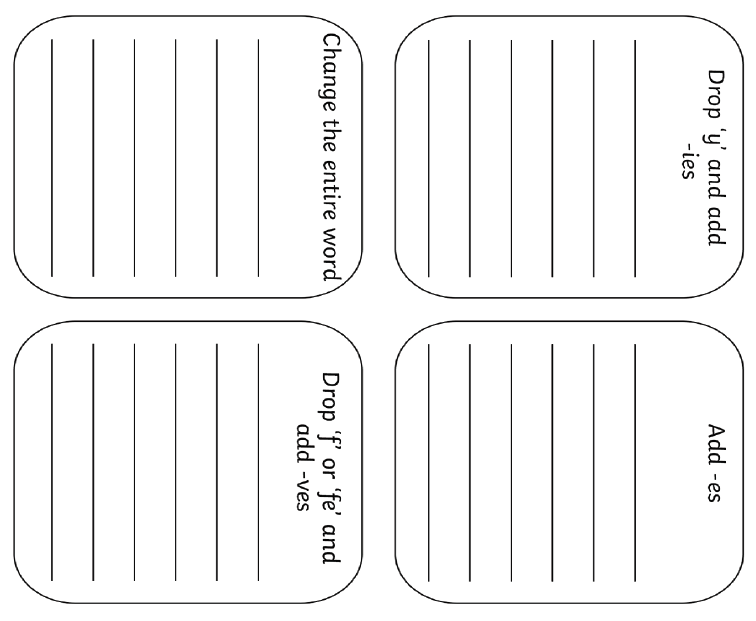 Drop ‘y’ and add
-ies
Add -es
Change the entire word
Drop ‘f’ or ‘fe’ and
add -ves